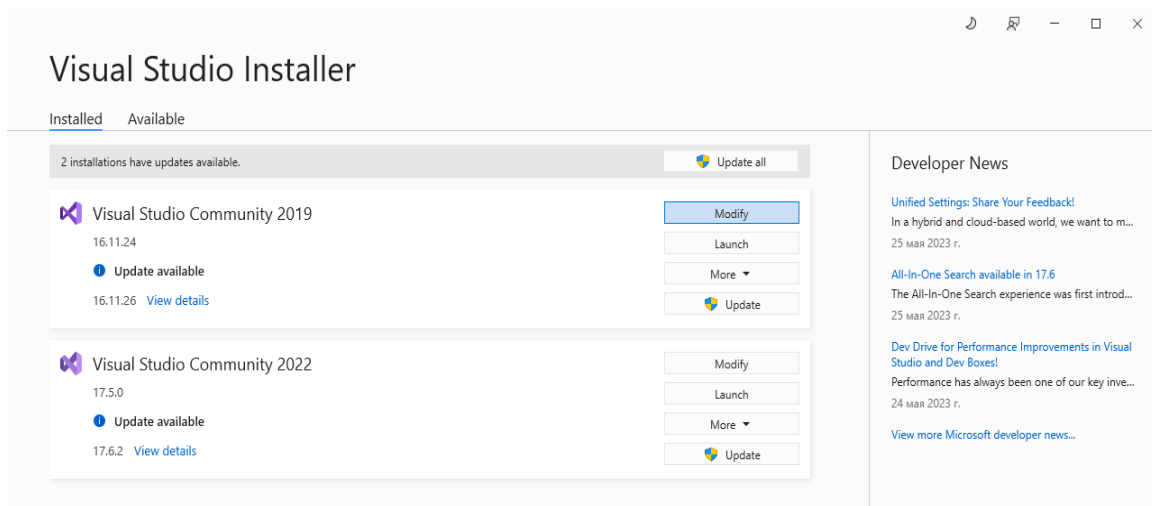 Visual Studio Installer
Installed Available
2 installations have updates available.
Update all
Visual Studio Community 2019
16.11.24
Update available
16.11.26 View details
Modify
Launch
More
Update
Visual Studio Community 2022
17.5.0
Update available
17.6.2 View details
Modify
Launch
More
Update
Developer News
Unified Settings: Share Your Feedback!
In a hybrid and cloud-based world, we want to m...
25 мая 2023 г.
All-In-One Search available in 17.6
The All-In-One Search experience was first introd...
25 мая 2023 г.
Dev Drive for Performance Improvements in Visual
Studio and Dev Boxes!
Performance has always been one of our key inve...
24 мая 2023 г.
View more Microsoft developer news...